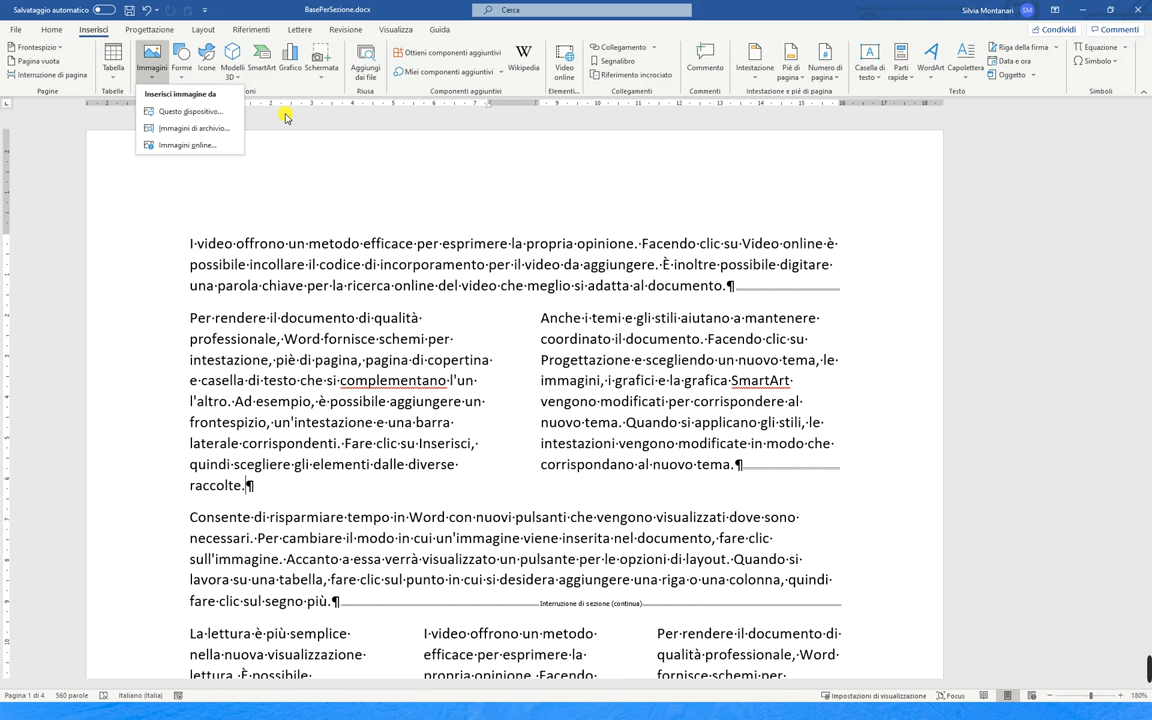 Salvataggio automatico
BasePerSezione.docx
Cerca
Silvia Montanari
SM
File
Home
Inserisci
Progettazione
Layout
Riferimenti
Lettere
Revisione
Visualizza
Guida
Condividi
Commenti
Frontespizio
Pagina vuota
Interruzione di pagina
Pagine
Tabella
Immagini
Forme
Icone
Modelli 3D
SmartArt
Grafico
Schermata
Aggiungi dai file
Riusa
Ottieni componenti aggiuntivi
Miei componenti aggiuntivi
Wikipedia
Componenti aggiuntivi
Video online
Elementi...
Collegamento
Segnalibro
Riferimento incrociato
Collegamenti
Commento
Commenti
Intestazione
Piè di pagina
Numero di pagina
Intestazione e piè di pagina
Casella di testo
Parti rapide
WordArt
Capolettera
Riga della firma
Data e ora
Oggetto
Testo
Equazione
Simbolo
Simboli
Inserisci immagine da
Questo dispositivo...
Immagini di archivio...
Immagini online...
I·video·offrono·un·metodo·efficace·per·esprimere·la·propria·opinione.·Facendo·clic·su·Video·online·è·
possibile·incollare·il·codice·di·incorporamento·per·il·video·da·aggiungere.·È·inoltre·possibile·digitare·
una·parola·chiave·per·la·ricerca·online·del·video·che·meglio·si·adatta·al·documento.¶
Per·rendere·il·documento·di·qualità·
professionale,·Word·fornisce·schemi·per·
intestazione,·piè·di·pagina,·pagina·di·copertina·
e·casella·di·testo·che·si·complementano·l'un·
l'altro.·Ad·esempio,·è·possibile·aggiungere·un·
frontespizio,·un'intestazione·e·una·barra·
laterale·corrispondenti.·Fare·clic·su·Inserisci,·
quindi·scegliere·gli·elementi·dalle·diverse·
raccolte.¶
Anche·i·temi·e·gli·stili·aiutano·a·mantenere·
coordinato·il·documento.·Facendo·clic·su·
Progettazione·e·scegliendo·un·nuovo·tema,·le·
immagini,·i·grafici·e·la·grafica·SmartArt·
vengono·modificati·per·corrispondere·al·
nuovo·tema.·Quando·si·applicano·gli·stili,·le·
intestazioni·vengono·modificate·in·modo·che·
corrispondano·al·nuovo·tema.¶
Consente·di·risparmiare·tempo·in·Word·con·nuovi·pulsanti·che·vengono·visualizzati·dove·sono·
necessari.·Per·cambiare·il·modo·in·cui·un'immagine·viene·inserita·nel·documento,·fare·clic·
sull'immagine.·Accanto·a·essa·verrà·visualizzato·un·pulsante·per·le·opzioni·di·layout.·Quando·si·
lavora·su·una·tabella,·fare·clic·sul·punto·in·cui·si·desidera·aggiungere·una·riga·o·una·colonna,·quindi·
fare·clic·sul·segno·più.¶ Interruzione di sezione (continua)
La·lettura·è·più·semplice·
nella·nuova·visualizzazione·
lettura.·È·possibile·
I·video·offrono·un·metodo·
efficace·per·esprimere·la·
propria·opinione.·Facendo·
Per·rendere·il·documento·di·
qualità·professionale,·Word·
fornisce·schemi·per·
Pagina 1 di 4
560 parole
Italiano (Italia)
Impostazioni di visualizzazione
Focus
180%